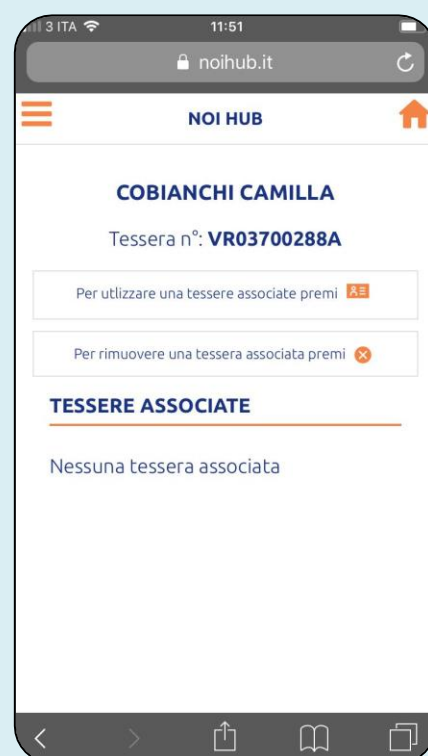 3 ITA 11:51
noihub.it
NOI HUB
COBIANCHI CAMILLA
Tessera n°: VR03700288A
Per utlizzare una tessere associate premi
Per rimuovere una tessera associata premi
TESSERE ASSOCIATE
Nessuna tessera associata